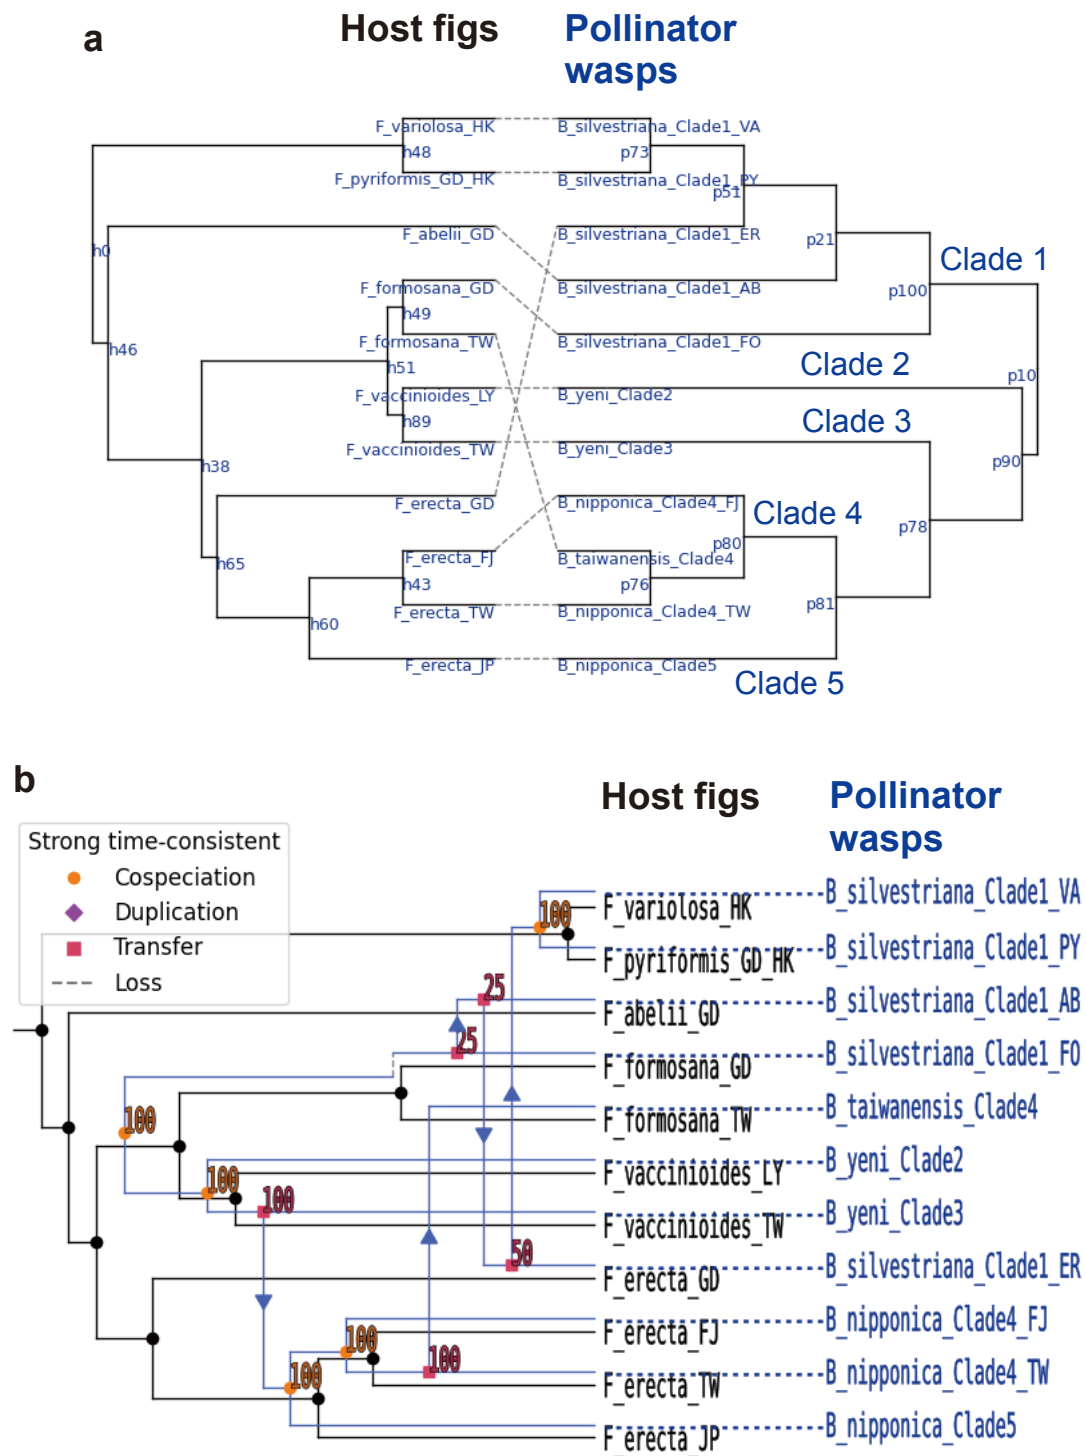 a
Host figs
Pollinator
wasps
F_variolosa_HK
B_silvestriana_Clade1_VA
h48
p73
F_pyriformis_GD_HK
B_silvestriana_Clade1_PY
p51
F_abelii_GD
B_silvestriana_Clade1_ER
p21
h0
Clade 1
F_formosana_GD
B_silvestriana_Clade1_AB
p100
h49
F_formosana_TW
B_silvestriana_Clade1_FO
h46
h51
Clade 2
p10
F_vaccinioides_LY
B_yeni_Clade2
h89
Clade 3
F_vaccinioides_TW
B_yeni_Clade3
h38
p90
F_erecta_GD
B_nipponica_Clade4_FJ
Clade 4
p78
p80
F_erecta_FJ
B_taiwanensis_Clade4
h65
h43
p76
F_erecta_TW
B_nipponica_Clade4_TW
p81
h60
F_erecta_JP
B_nipponica_Clade5
Clade 5
b
Host figs
Pollinator
wasps
Strong time-consistent
Cospeciation
Duplication
Transfer
Loss
100
F_variolosa_HK
B_silvestriana_Clade1_VA
F_pyriformis_GD_HK
B_silvestriana_Clade1_PY
25
F_abelii_GD
B_silvestriana_Clade1_AB
25
F_formosana_GD
B_silvestriana_Clade1_FO
100
F_formosana_TW
B_taiwanensis_Clade4
100
F_vaccinioides_LY
B_yeni_Clade2
100
F_vaccinioides_TW
B_yeni_Clade3
50
F_erecta_GD
B_silvestriana_Clade1_ER
100
F_erecta_FJ
B_nipponica_Clade4_FJ
100
100
F_erecta_TW
B_nipponica_Clade4_TW
F_erecta_JP
B_nipponica_Clade5